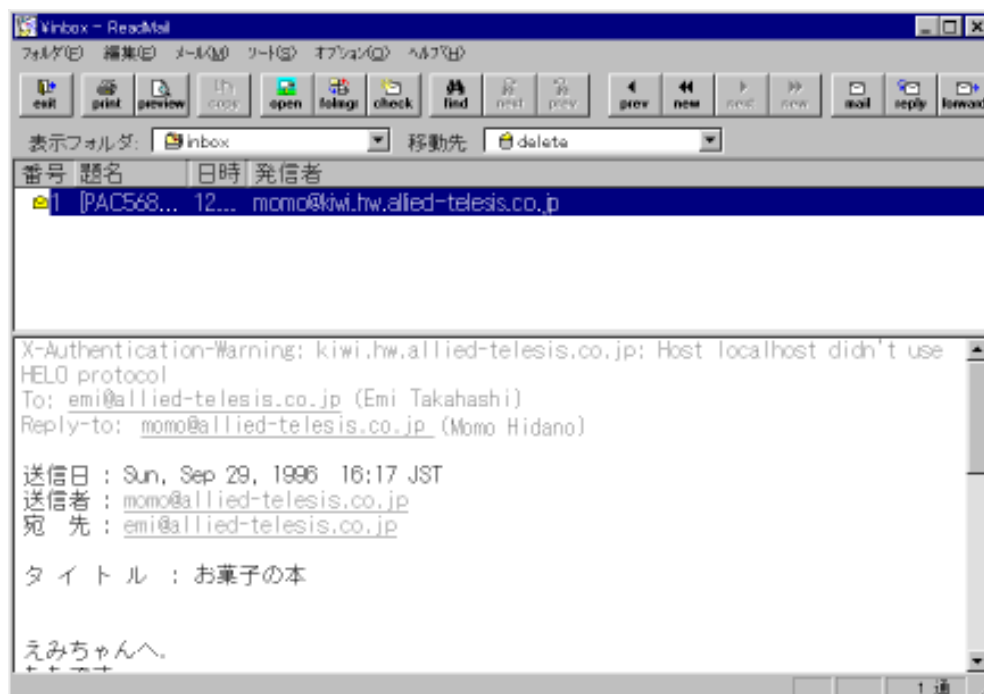 ¥inbox - ReadMail
フォルダ(F) 編集(E) メール(M) ソート(S) オプション(O) ヘルプ(H)
exit print preview copy open folmgr check find next prev prev new next new mail reply forward
表示フォルダ: inbox 移動先 delete
番号 題名 日時 発信者
1 [PAC568... 12... momo@kiwi.hw.allied-telesis.co.jp
X-Authentication-Warning: kiwi.hw.allied-telesis.co.jp: Host localhost didn't use
HELO protocol
To: emi@allied-telesis.co.jp (Emi Takahashi)
Reply-to: momo@allied-telesis.co.jp (Momo Hidano)
送信日 : Sun, Sep 29, 1996 16:17 JST
送信者 : momo@allied-telesis.co.jp
宛 先 : emi@allied-telesis.co.jp
タ イ ト ル : お菓子の本
えみちゃんへ.
1 通